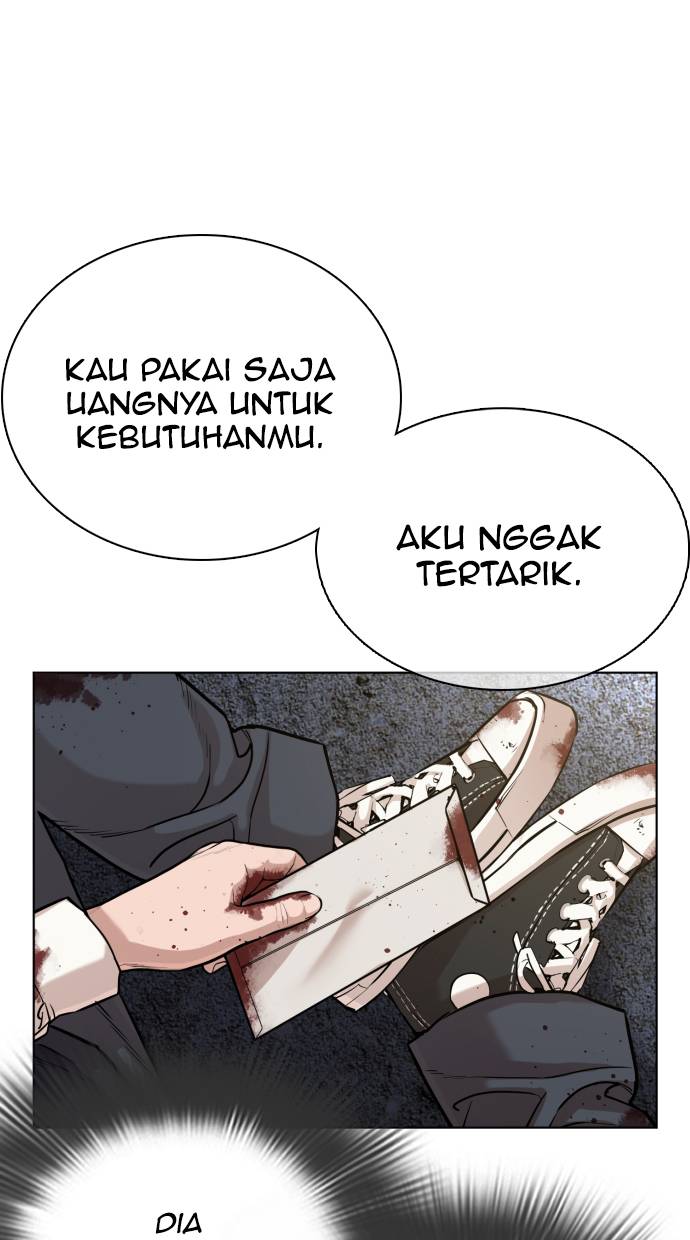 KAU PAKAI SAJA
UANGNYA UNTUK
KEBUTUHANMU.
AKU NGGAK
TERTARIK.
DIA